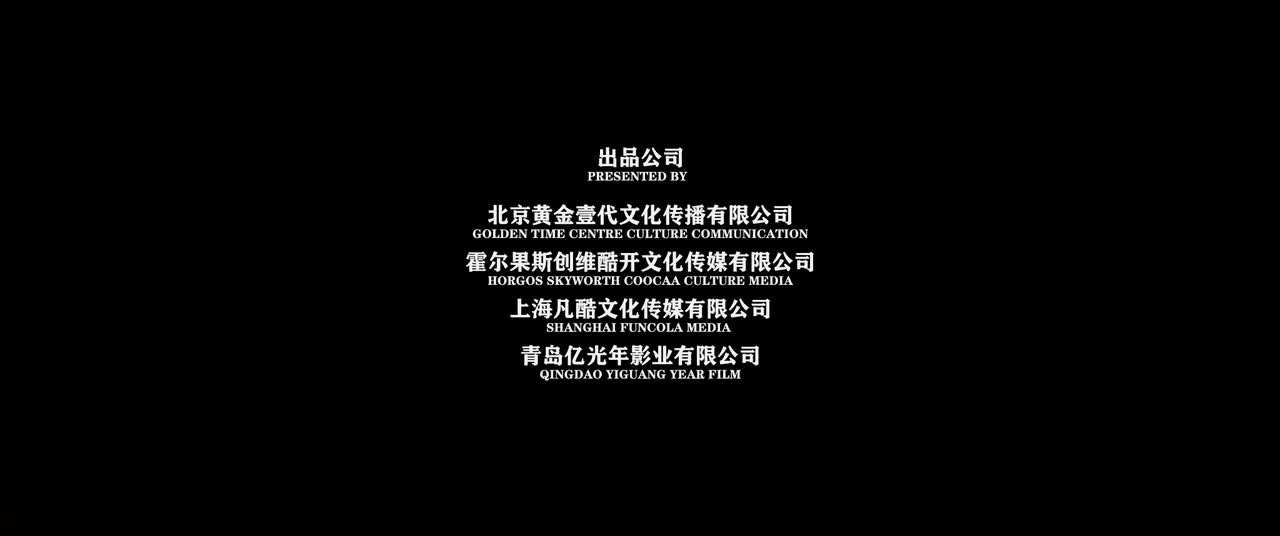 出品公司
PRESENTED BY
北京黄金壹代文化传播有限公司
GOLDEN TIME CENTRE CULTURE COMMUNICATION
霍尔果斯创维酷开文化传媒有限公司
HORGOS SKYWORTH COOCAA CULTURE MEDIA
上海凡酷文化传媒有限公司
SHANGHAI FUNCOLA MEDIA
青岛亿光年影业有限公司
QINGDAO YIGUANG YEAR FILM